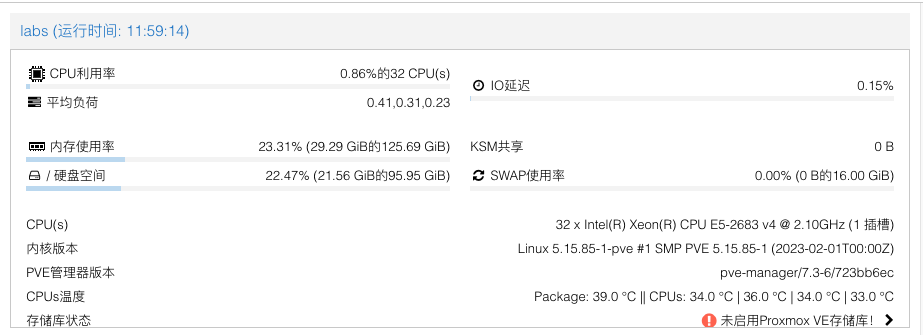 labs (运行时间: 11:59:14)
CPU利用率 0.86%的32 CPU(s)
IO延迟 0.15%
平均负荷 0.41,0.31,0.23
内存使用率 23.31% (29.29 GiB的125.69 GiB)
KSM共享 0 B
/ 硬盘空间 22.47% (21.56 GiB的95.95 GiB)
SWAP使用率 0.00% (0 B的16.00 GiB)
CPU(s) 32 x Intel(R) Xeon(R) CPU E5-2683 v4 @ 2.10GHz (1 插槽)
内核版本 Linux 5.15.85-1-pve #1 SMP PVE 5.15.85-1 (2023-02-01T00:00Z)
PVE管理器版本 pve-manager/7.3-6/723bb6ec
CPUs温度 Package: 39.0 °C || CPUs: 34.0 °C | 36.0 °C | 34.0 °C | 33.0 °C
存储库状态 未启用Proxmox VE存储库！